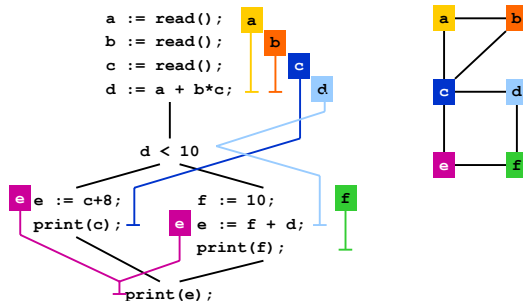 a := read(); a a b
b := read(); b
c := read(); c
d := a + b*c; d c d
d < 10
e e := c+8; f := 10; f e f
print(c); e e := f + d;
print(f);
print(e);